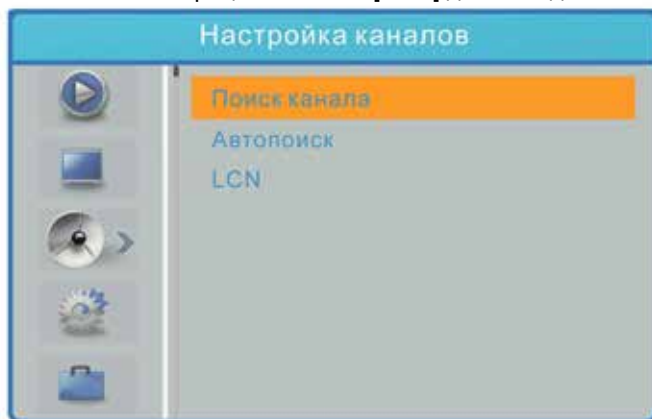 Настройка каналов
Поиск канала
Автопоиск
LCN